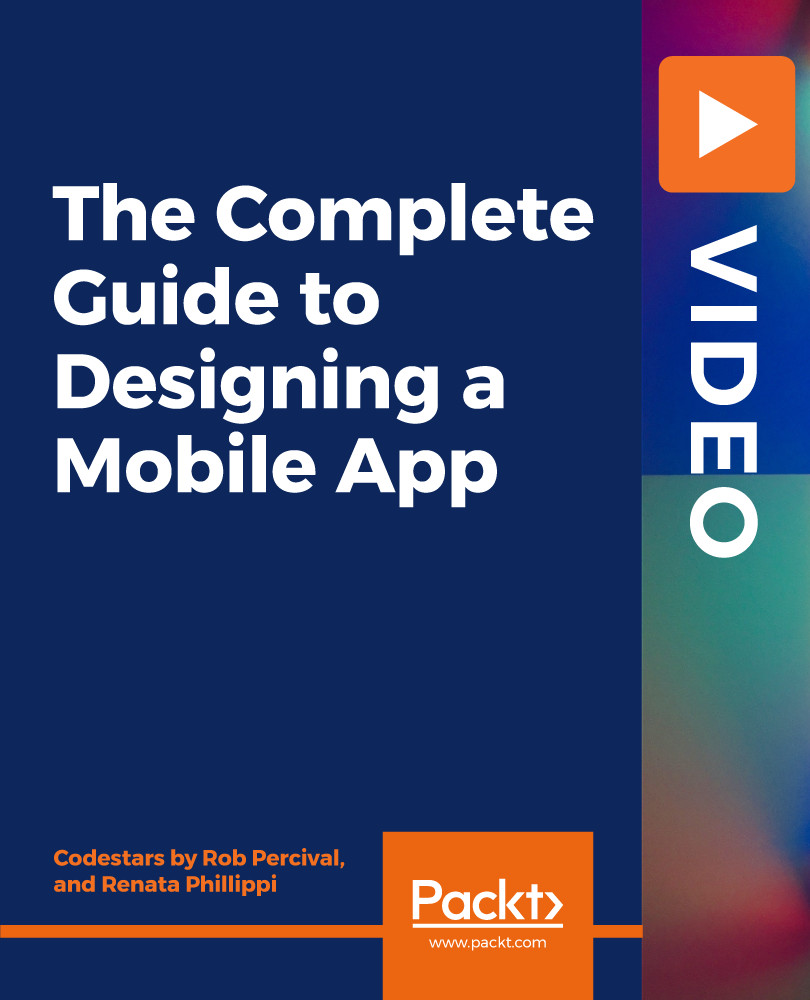 The Complete
Guide to
Designing a
Mobile App
VIDEO
Codestars by Rob Percival,
and Renata Phillippi
Packt
www.packt.com